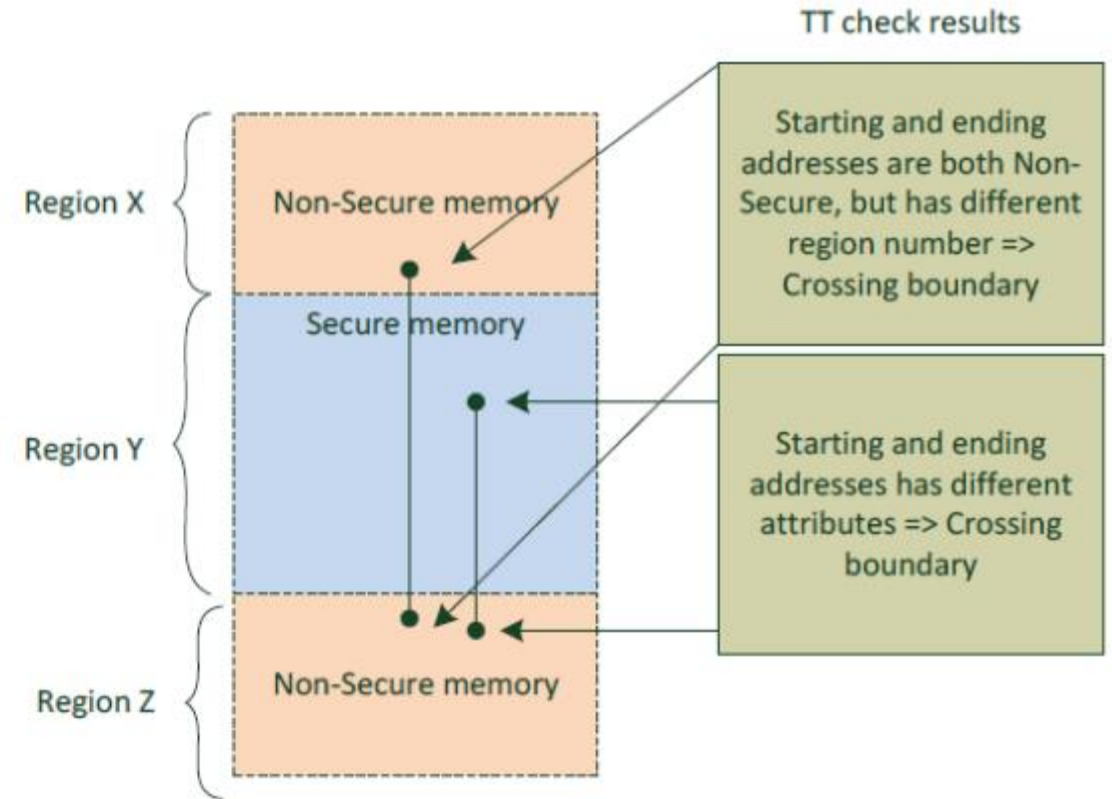 TT check results
Region X
Non-Secure memory
Starting and ending
addresses are both Non-
Secure, but has different
region number =>
Crossing boundary
Region Y
Secure memory
Starting and ending
addresses has different
attributes => Crossing
boundary
Region Z
Non-Secure memory